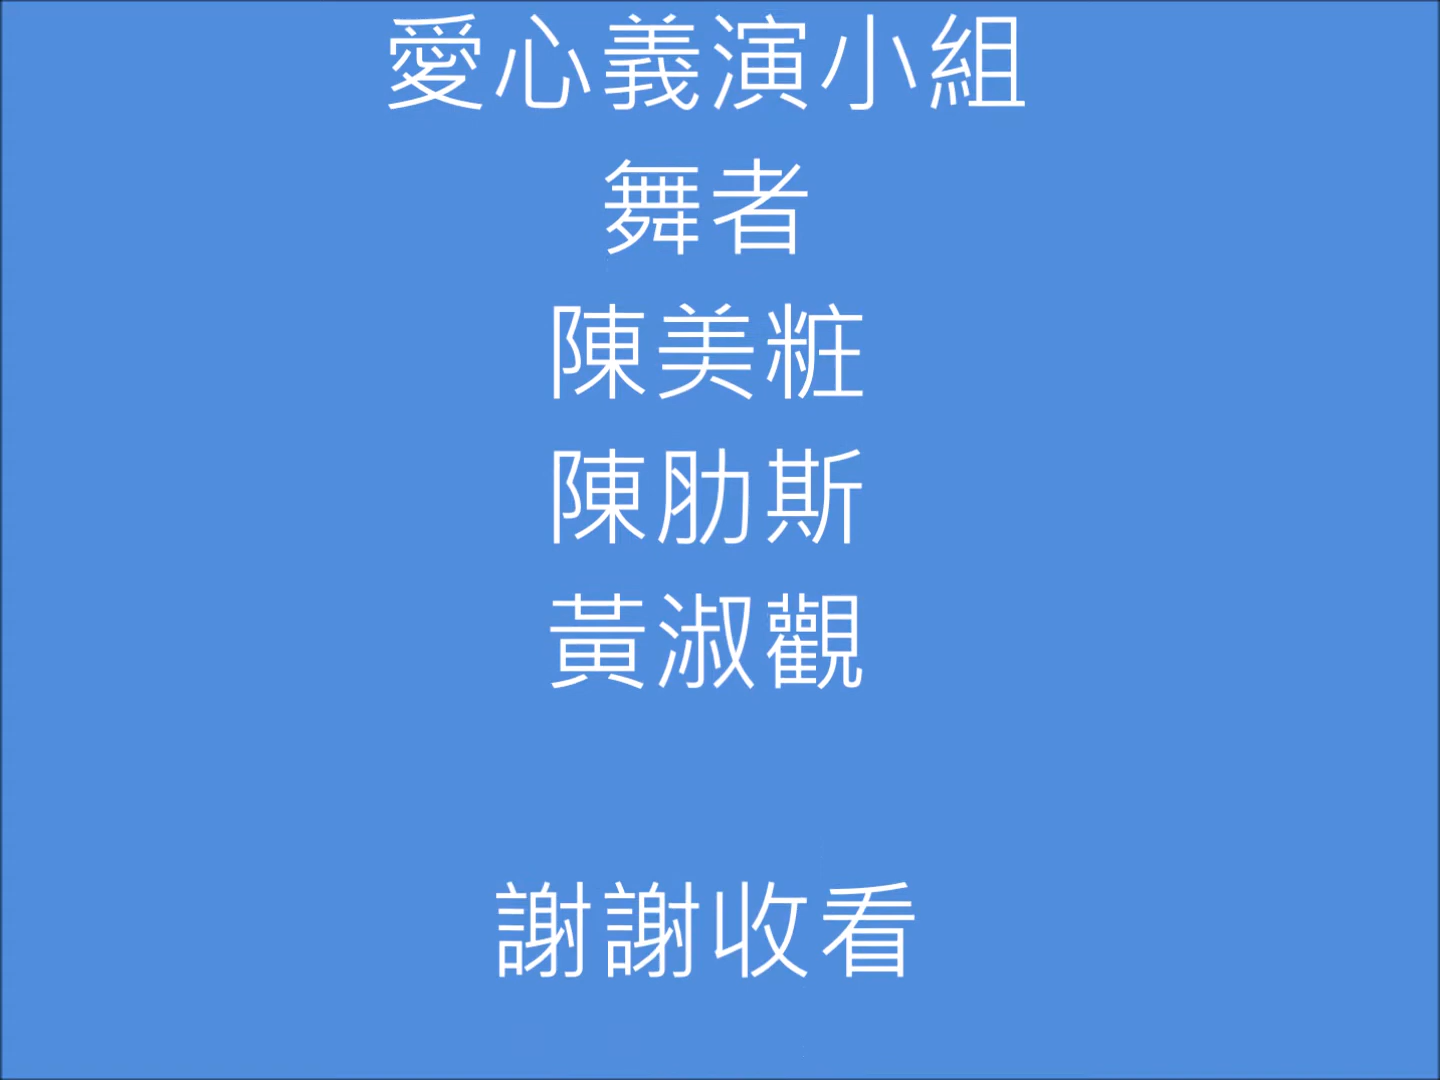 愛心義演小組
舞者
陳美粧
陳肋斯
黃淑觀
謝謝收看